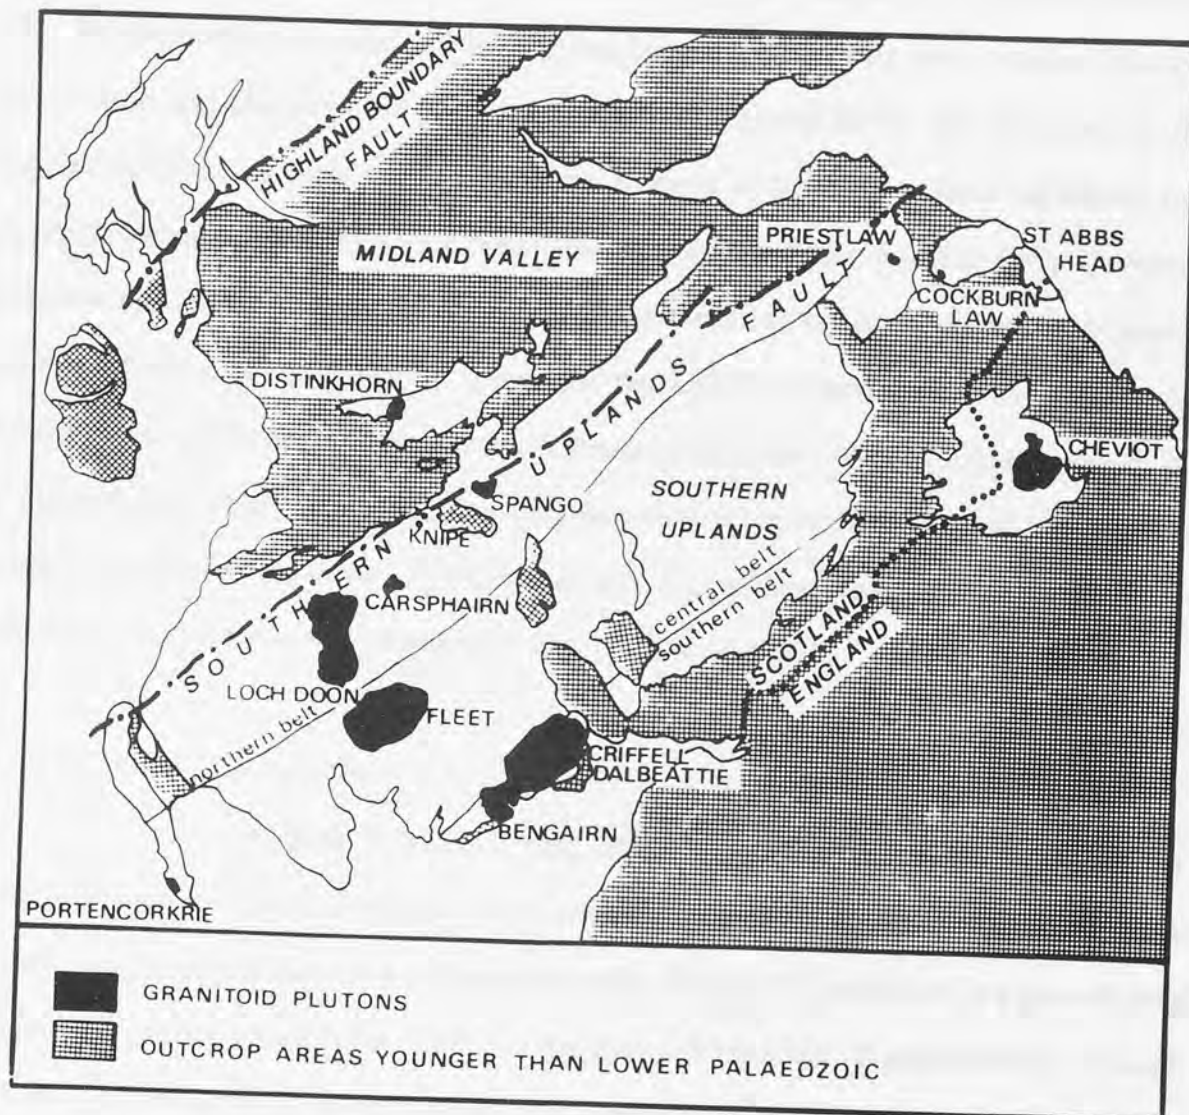 HIGHLAND BOUNDARY
FAULT
MIDLAND VALLEY
PRIESTLAW
ST ABBS
HEAD
COCKBURN
LAW
DISTINKHORN
SOUTHERN UPLANDS FAULT
CHEVIOT
SPANGO
SOUTHERN
UPLANDS
KNIPE
CARSPHAIRN
central belt
southern belt
SCOTLAND
ENGLAND
LOCH DOON
northern belt
FLEET
CRIFFELL
DALBEATTIE
BENGAIRN
PORTENCORKRIE
GRANITOID PLUTONS
OUTCROP AREAS YOUNGER THAN LOWER PALAEOZOIC